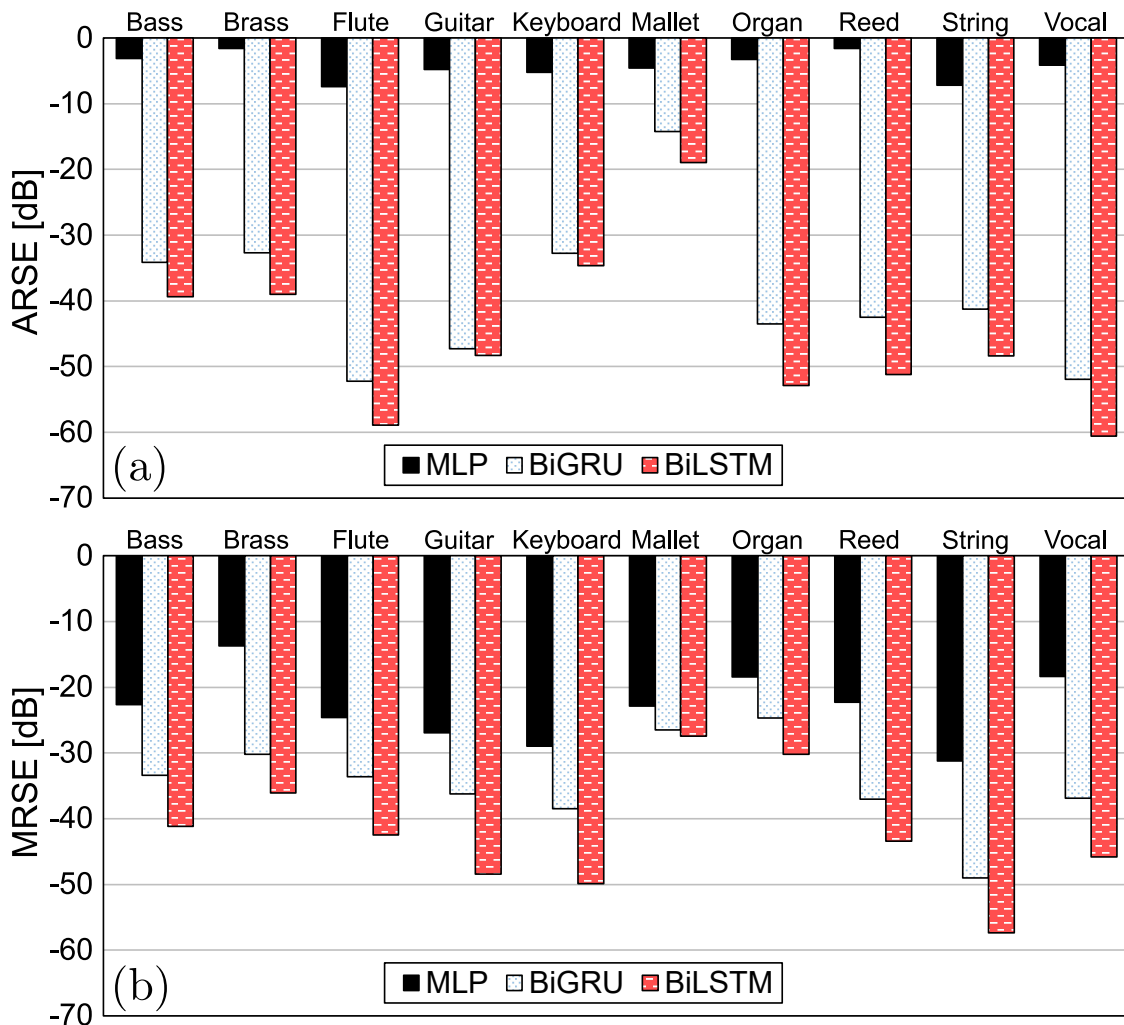 Bass Brass Flute Guitar Keyboard Mallet Organ Reed String Vocal
0
-10
-20
-30
-40
-50
-60
-70
ARSE [dB]
(a)
MLP BiGRU BiLSTM
Bass Brass Flute Guitar Keyboard Mallet Organ Reed String Vocal
0
-10
-20
-30
-40
-50
-60
-70
MRSE [dB]
(b)
MLP BiGRU BiLSTM